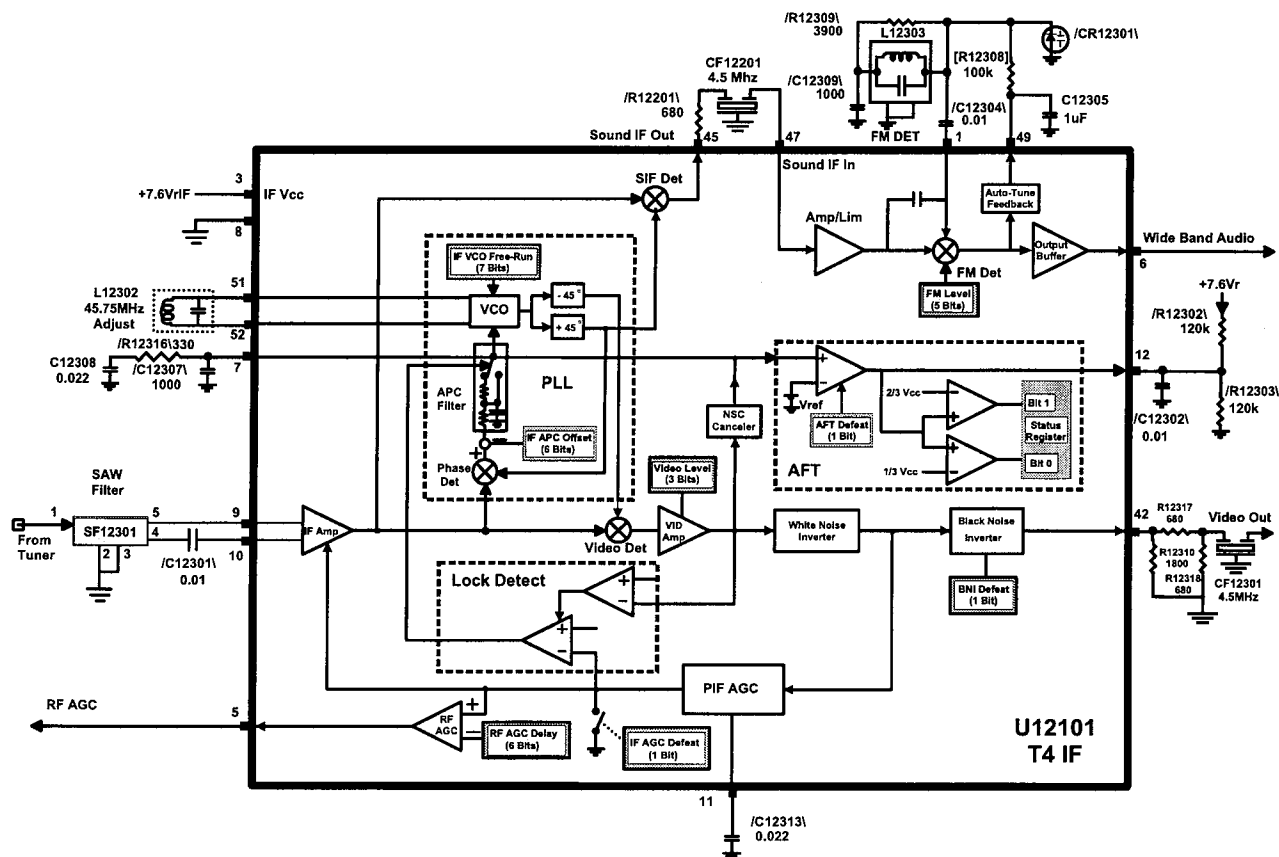 /R12309\
3900
L12303
/CR12301\
CF12201
4.5 Mhz
[R12308]
100k
/C12309\
1000
/R12201\
680
/C12304\
0.01
C12305
1uF
FM DET
Sound IF Out
45
47
1
49
Sound IF In
3
+7.6VrIF
IF Vcc
SIF Det
8
Auto-Tune
Feedback
Amp/Lim
IF VCO Free-Run
(7 Bits)
Output
Buffer
Wide Band Audio
6
51
L12302
45.75MHz
Adjust
VCO
- 45°
+ 45°
FM Det
FM Level
(5 Bits)
+7.6Vr
52
/R12302\
120k
/R12316\330
C12308
0.022
/C12307\
1000
7
PLL
12
APC
Filter
+
-
Vref
NSC
Canceler
2/3 Vcc
-
+
Bit 1
Status
Register
/R12303\
120k
/C12302\
0.01
IF APC Offset
(6 Bits)
+
AFT Defeat
(1 Bit)
+
-
Bit 0
1/3 Vcc
AFT
Phase
Det
SAW
Filter
Video Level
(3 Bits)
1
From
Tuner
SF12301
5
4
2
3
9
10
/C12301\
0.01
IF Amp
Video Det
VID
Amp
White Noise
Inverter
Black Noise
Inverter
42
R12317
680
Video Out
R12310
1800
R12318
680
CF12301
4.5MHz
Lock Detect
+
-
BNI Defeat
(1 Bit)
+
-
PIF AGC
RF AGC
5
RF
AGC
+
-
RF AGC Delay
(6 Bits)
IF AGC Defeat
(1 Bit)
U12101
T4 IF
11
/C12313\
0.022